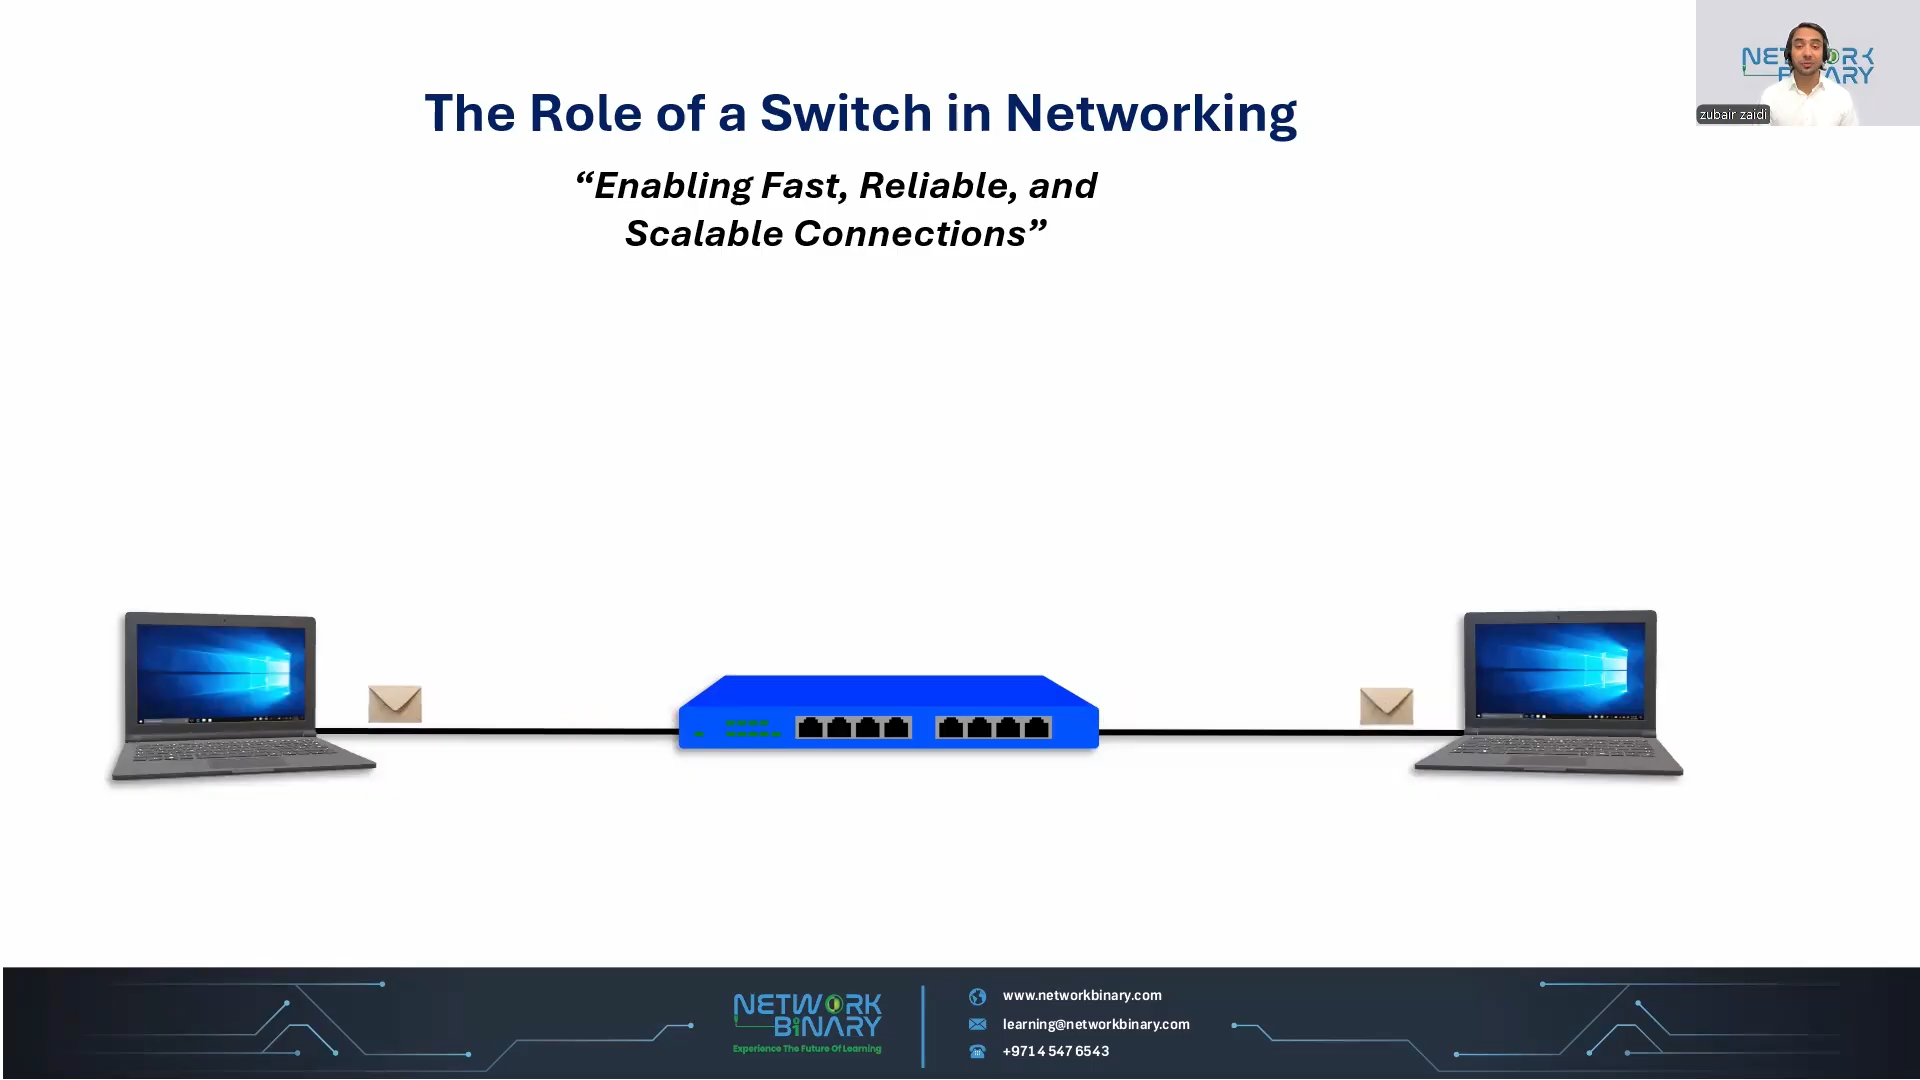 The Role of a Switch in Networking
“Enabling Fast, Reliable, and
Scalable Connections”
zubair zaidi
NETWORK
BiNARY
Experience The Future Of Learning
www.networkbinary.com
learning@networkbinary.com
+971 4 547 6543